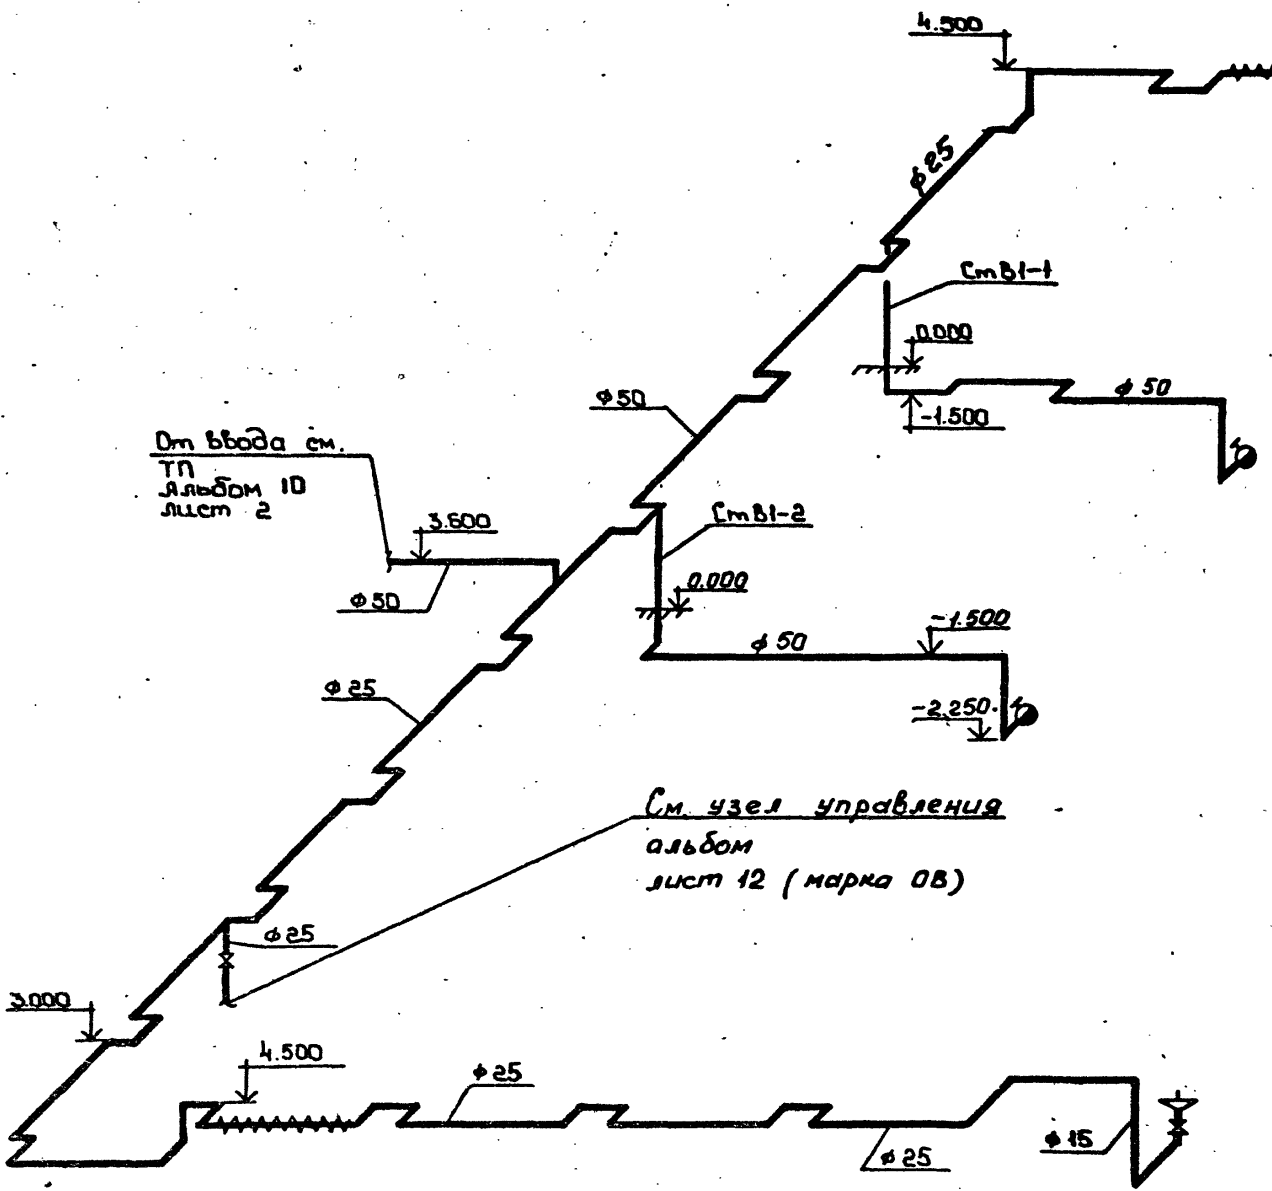 4.500
ф25
Ст В1-1
0.000
ф 50
-1.500
ф50
От ввода см.
ТП
Альбом 10
лист 2
3.600
Ст В1-2
ф50
0.000
-1.500
ф 50
ф 25
-2.250
См. узел управления
альбом
лист 12 (марка ОВ)
ф25
3.000
4.500
ф25
ф15
ф25